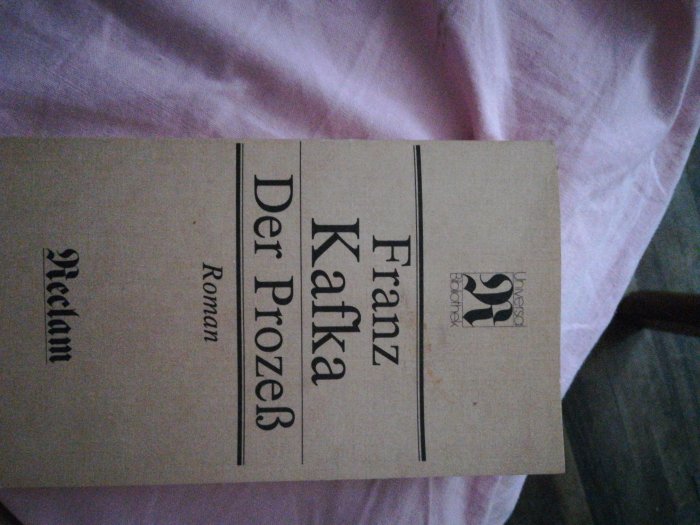 Universal
Bibliothek
R
Franz
Kafka
Der Prozeß
Roman
Reclam